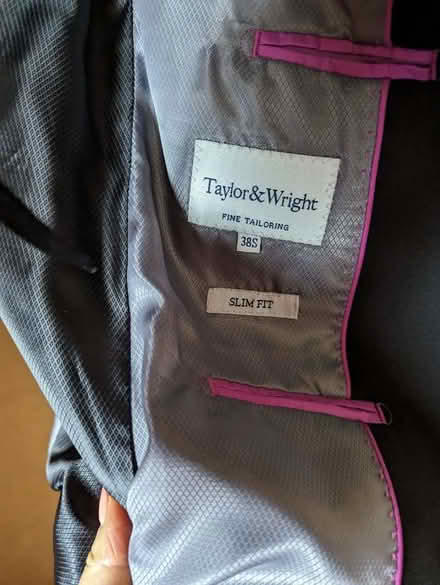 Taylor&Wright
FINE TAILORING
38S
SLIM FIT